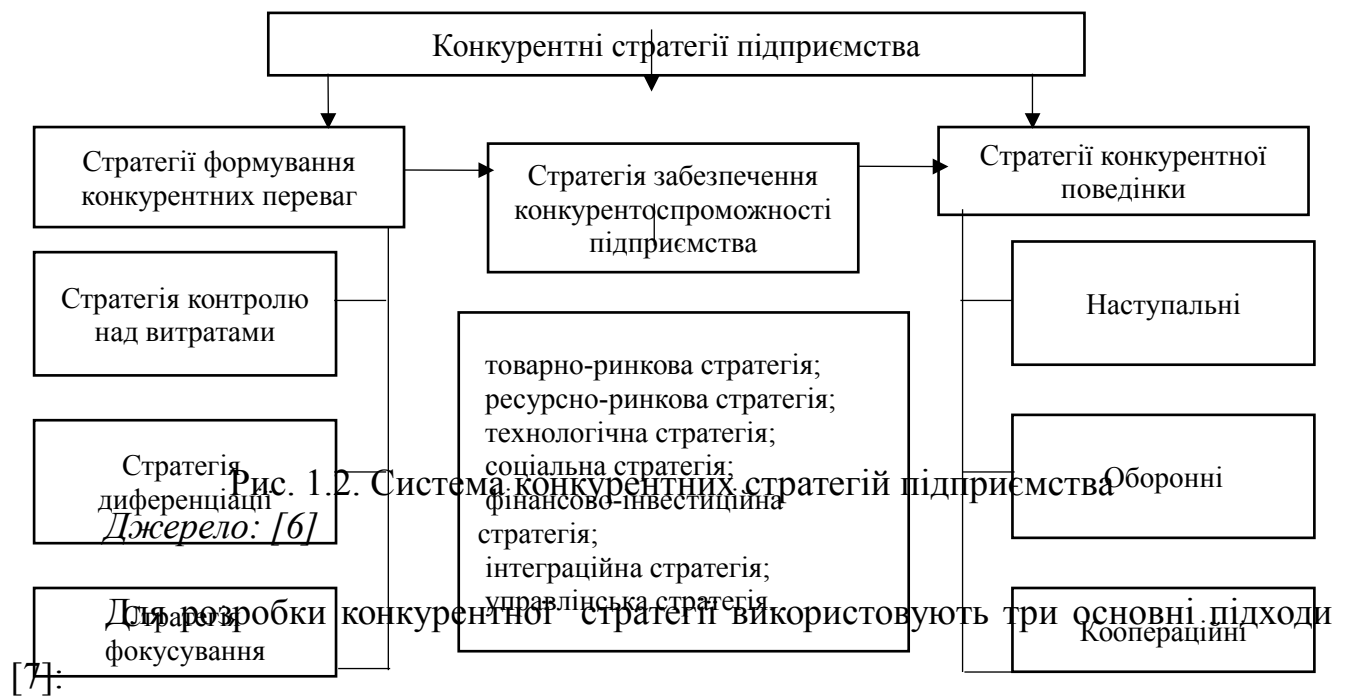 Конкурентні стратегії підприємства
Стратегії формування
конкурентних переваг
Стратегія забезпечення
конкурентоспроможності
підприємства
Стратегії конкурентної
поведінки
Стратегія контролю
над витратами
Стратегія
диференціації
Стратегія
фокусування
товарно-ринкова стратегія;
ресурсно-ринкова стратегія;
технологічна стратегія;
соціальна стратегія;
фінансово-інвестиційна
стратегія;
інтеграційна стратегія;
управлінська стратегія
Наступальні
Оборонні
Коопераційні
Рис. 1.2. Система конкурентних стратегій підприємства
Джерело: [6]
Для розробки конкурентної стратегії використовують три основні підходи
[7]: